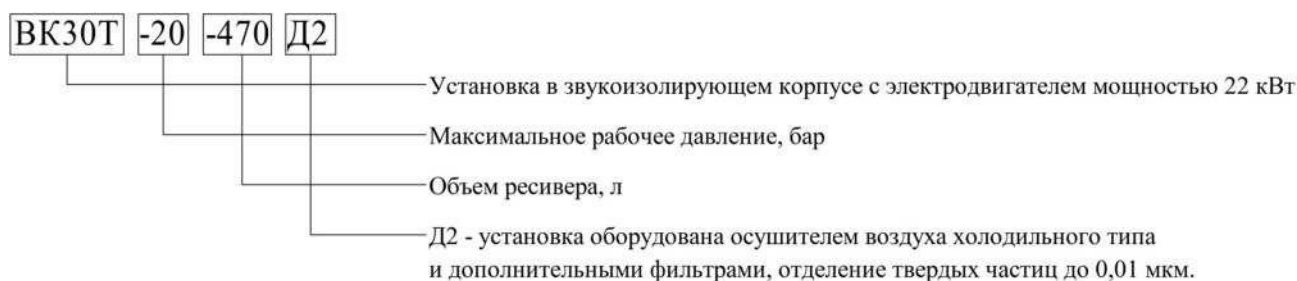 ВК30Т -20 -470 Д2
Установка в звукоизолирующем корпусе с электродвигателем мощностью 22 кВт
Максимальное рабочее давление, бар
Объем ресивера, л
Д2 - установка оборудована осушителем воздуха холодильного типа
и дополнительными фильтрами, отделение твердых частиц до 0,01 мкм.